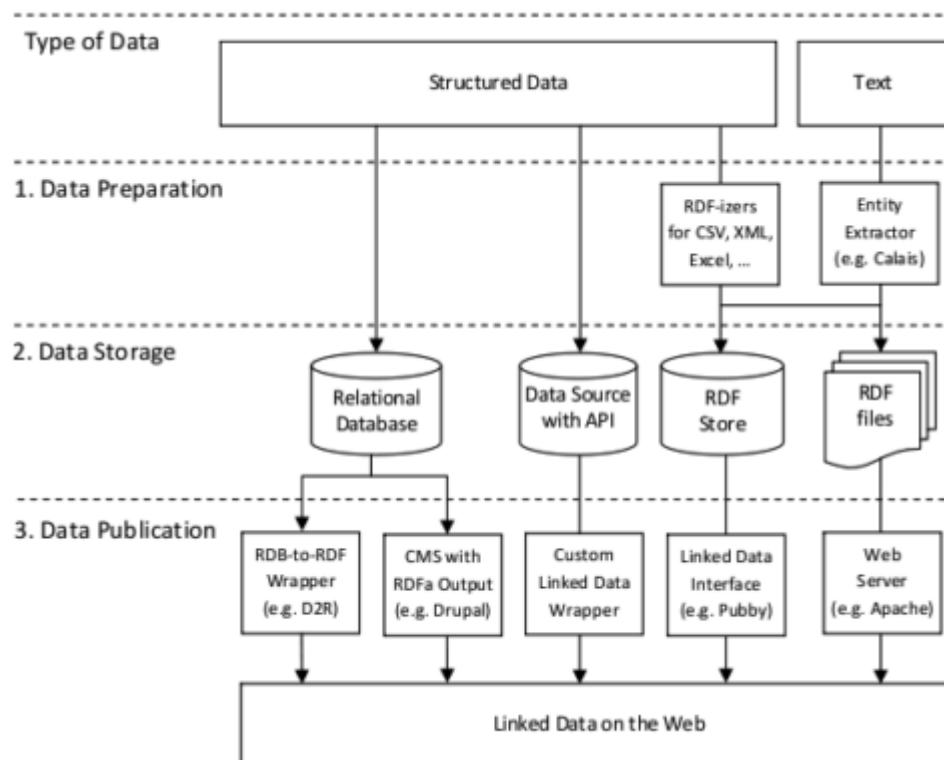 Type of Data
Structured Data
Text
1. Data Preparation
RDF-izers
for CSV, XML,
Excel, ...
Entity
Extractor
(e.g. Calais)
2. Data Storage
Relational
Database
Data Source
with API
RDF
Store
RDF
files
3. Data Publication
RDB-to-RDF
Wrapper
(e.g. D2R)
CMS with
RDFa Output
(e.g. Drupal)
Custom
Linked Data
Wrapper
Linked Data
Interface
(e.g. Pubby)
Web
Server
(e.g. Apache)
Linked Data on the Web